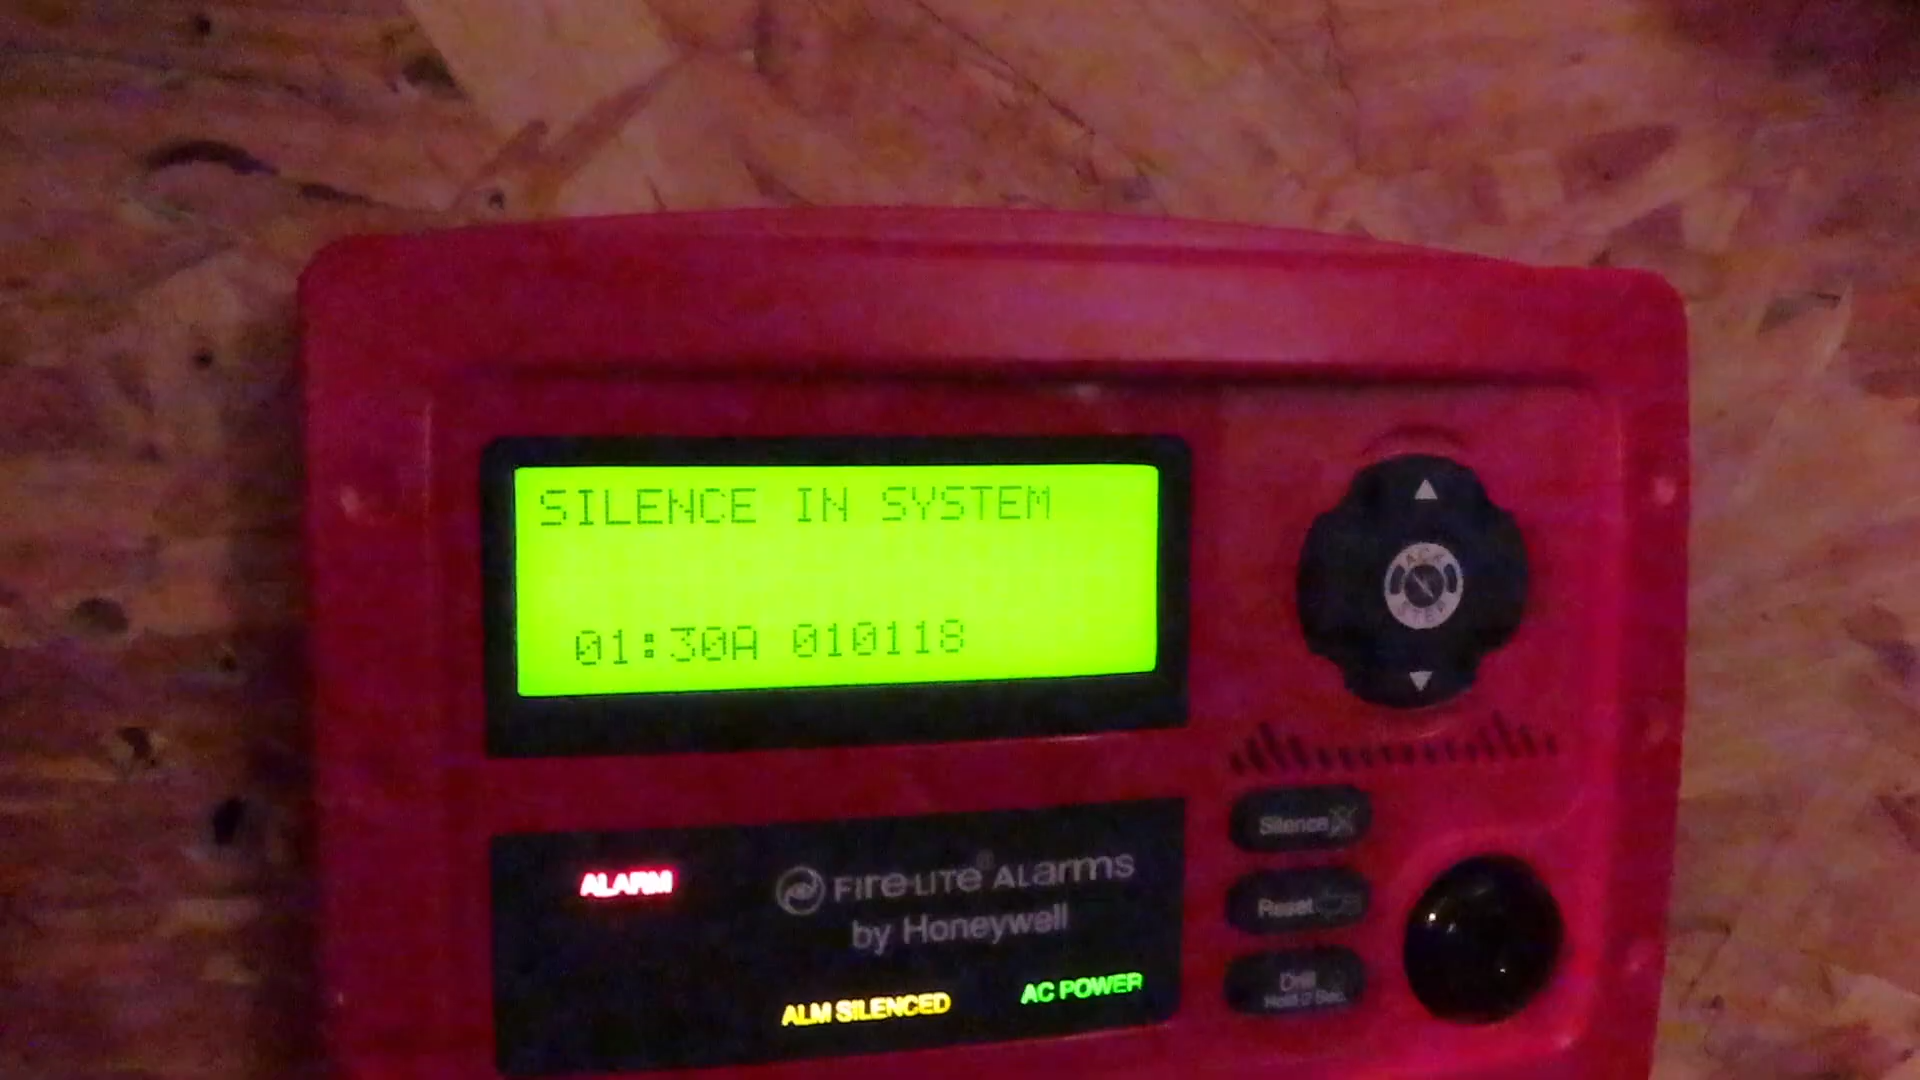 SILENCE IN SYSTEM
01:30A 010118
ALARM
FIRE-LITE® ALARMS
by Honeywell
ALM SILENCED
AC POWER
Silence
Reset
Drill
Hold 2 Sec.